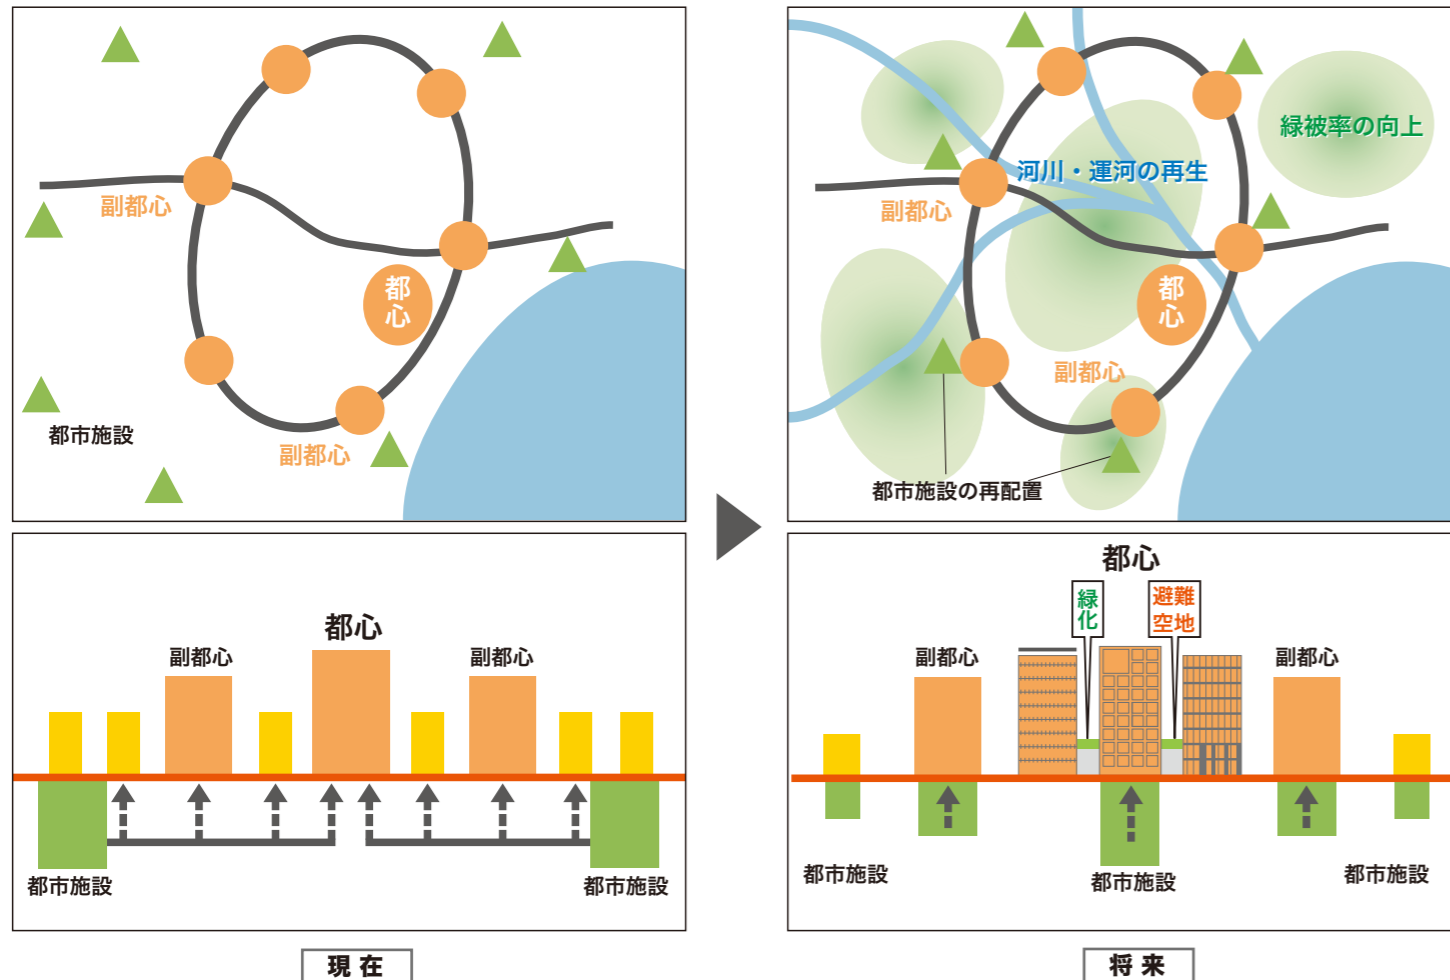 副都心
都心
都市施設
副都心
緑被率の向上
河川・運河の再生
副都心
都心
副都心
都市施設の再配置
都心
副都心
副都心
都市施設
都市施設
都心
緑化
避難
空地
副都心
副都心
都市施設
都市施設
都市施設
現在
将来